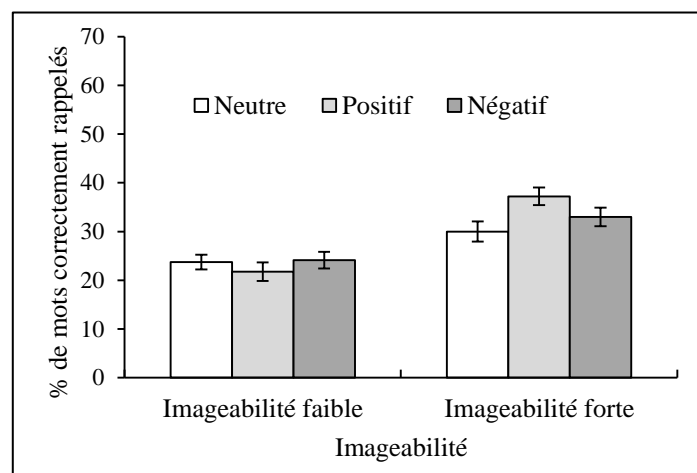 % de mots correctement rappelés
70
60
50
40
30
20
10
0
Neutre Positif Négatif
Imageabilité faible Imageabilité forte
Imageabilité